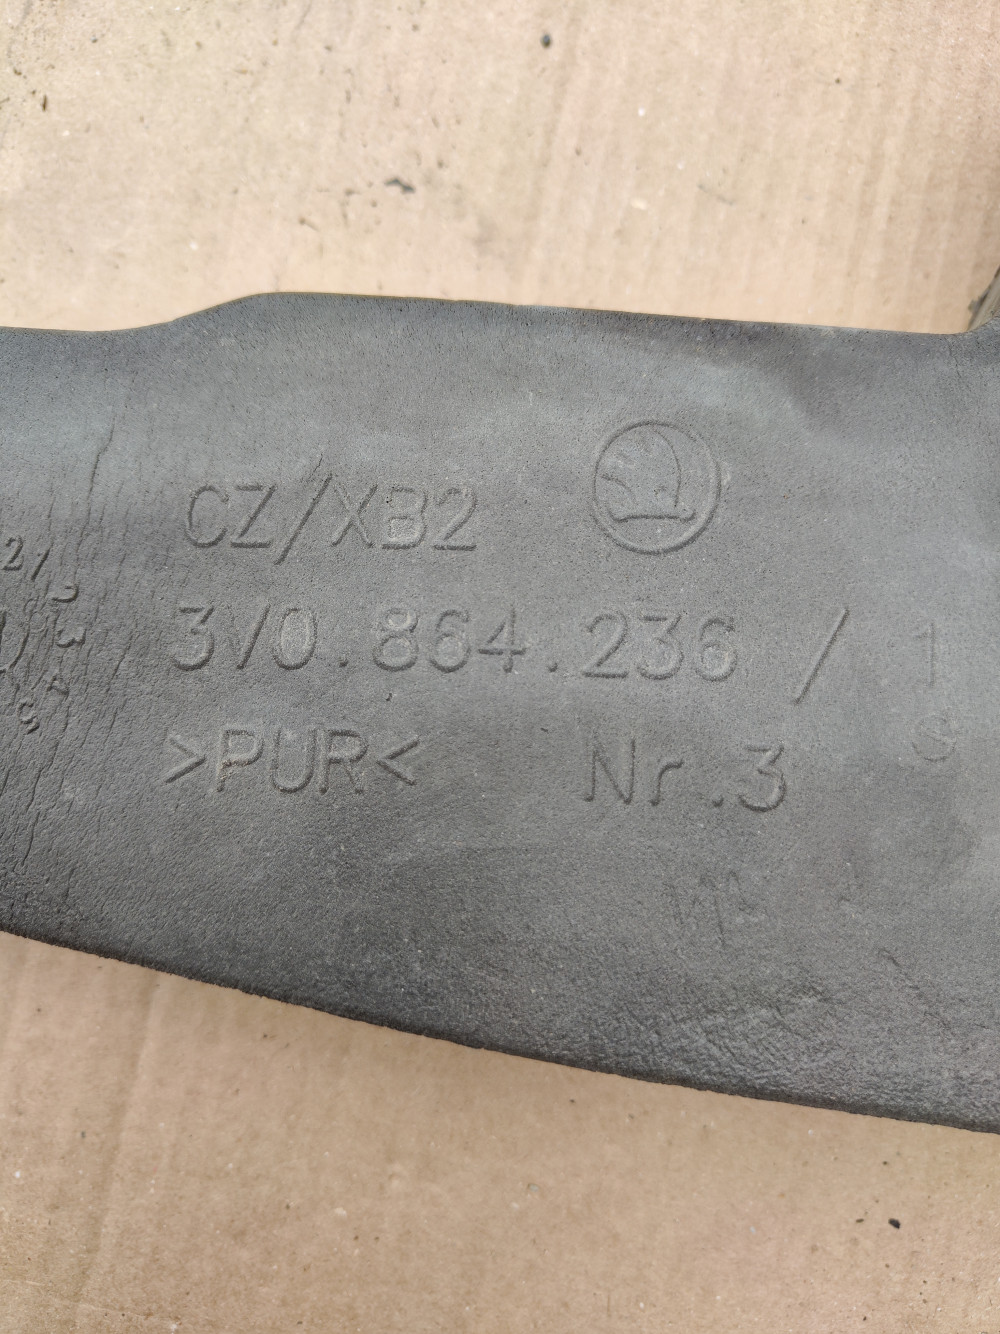 CZ/XB2
3V0.864.236 / 1
>PUR< Nr.3